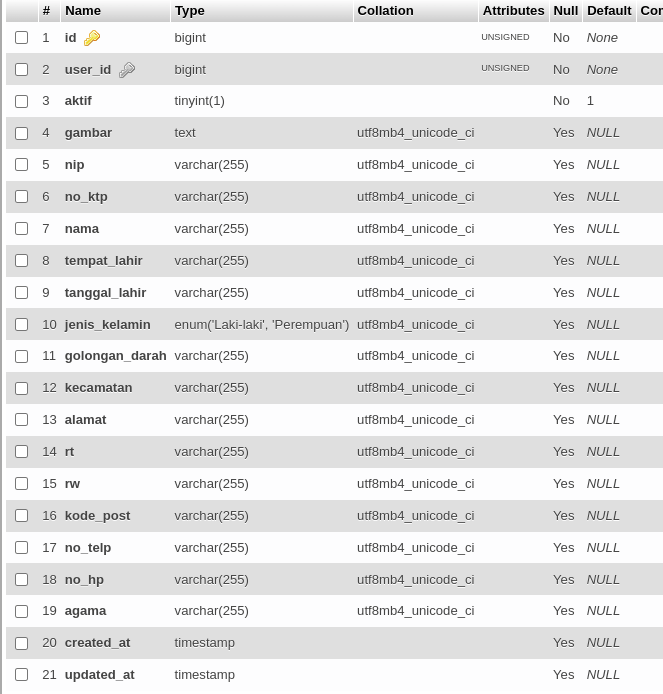 # Name Type Collation Attributes Null Default Con
1 id bigint UNSIGNED No None
2 user_id bigint UNSIGNED No None
3 aktif tinyint(1) No 1
4 gambar text utf8mb4_unicode_ci Yes NULL
5 nip varchar(255) utf8mb4_unicode_ci Yes NULL
6 no_ktp varchar(255) utf8mb4_unicode_ci Yes NULL
7 nama varchar(255) utf8mb4_unicode_ci Yes NULL
8 tempat_lahir varchar(255) utf8mb4_unicode_ci Yes NULL
9 tanggal_lahir varchar(255) utf8mb4_unicode_ci Yes NULL
10 jenis_kelamin enum('Laki-laki', 'Perempuan') utf8mb4_unicode_ci Yes NULL
11 golongan_darah varchar(255) utf8mb4_unicode_ci Yes NULL
12 kecamatan varchar(255) utf8mb4_unicode_ci Yes NULL
13 alamat varchar(255) utf8mb4_unicode_ci Yes NULL
14 rt varchar(255) utf8mb4_unicode_ci Yes NULL
15 rw varchar(255) utf8mb4_unicode_ci Yes NULL
16 kode_post varchar(255) utf8mb4_unicode_ci Yes NULL
17 no_telp varchar(255) utf8mb4_unicode_ci Yes NULL
18 no_hp varchar(255) utf8mb4_unicode_ci Yes NULL
19 agama varchar(255) utf8mb4_unicode_ci Yes NULL
20 created_at timestamp Yes NULL
21 updated_at timestamp Yes NULL